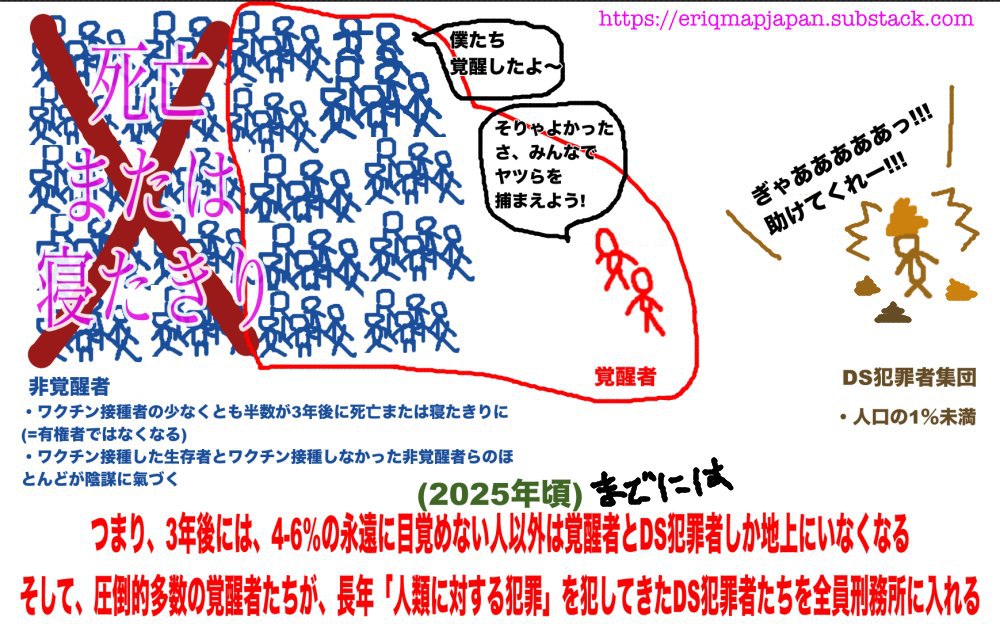 https://eriqmapjapan.substack.com
僕たち
覚醒したよ〜
死亡
または
寝たきり
そりゃよかった
さ、みんなで
ヤツらを
捕まえよう!
ぎゃああああああっ!!!
助けてくれー!!!
覚醒者
非覚醒者
・ワクチン接種者の少なくとも半数が3年後に死亡または寝たきりに
(=有権者ではなくなる)
・ワクチン接種した生存者とワクチン接種しなかった非覚醒者らのほ
とんどが陰謀に氣づく
DS犯罪者集団
・人口の1%未満
(2025年頃)までには
つまり、3年後には、4-6%の永遠に目覚めない人以外は覚醒者とDS犯罪者しか地上にいなくなる
そして、圧倒的多数の覚醒者たちが、長年「人類に対する犯罪」を犯してきたDS犯罪者たちを全員刑務所に入れる